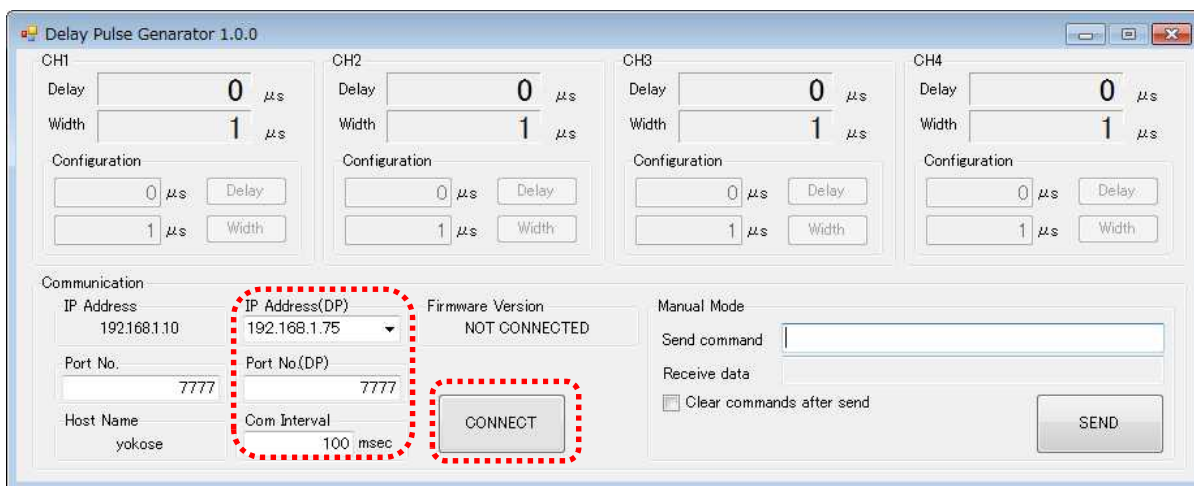 Delay Pulse Genarator 1.0.0
CH1
Delay 0 μs
Width 1 μs
Configuration
0 μs Delay
1 μs Width
CH2
Delay 0 μs
Width 1 μs
Configuration
0 μs Delay
1 μs Width
CH3
Delay 0 μs
Width 1 μs
Configuration
0 μs Delay
1 μs Width
CH4
Delay 0 μs
Width 1 μs
Configuration
0 μs Delay
1 μs Width
Communication
IP Address
192.168.1.10
Port No.
7777
Host Name
yokose
IP Address(DP)
192.168.1.75
Port No.(DP)
7777
Com Interval
100 msec
Firmware Version
NOT CONNECTED
CONNECT
Manual Mode
Send command
Receive data
Clear commands after send
SEND